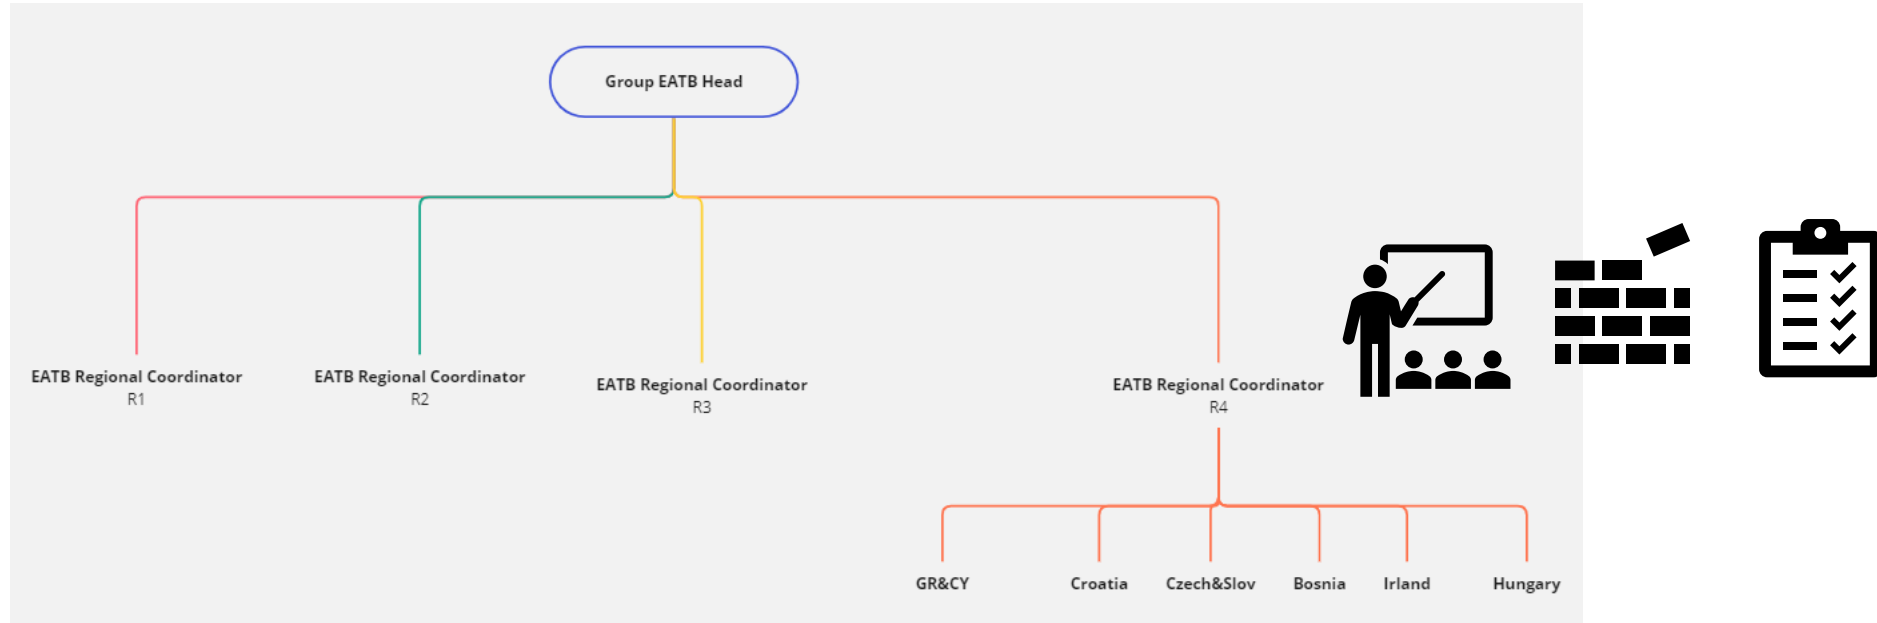 Group EATB Head
EATB Regional Coordinator
R1
EATB Regional Coordinator
R2
EATB Regional Coordinator
R3
EATB Regional Coordinator
R4
GR&CY
Croatia
Czech&Slov
Bosnia
Irland
Hungary